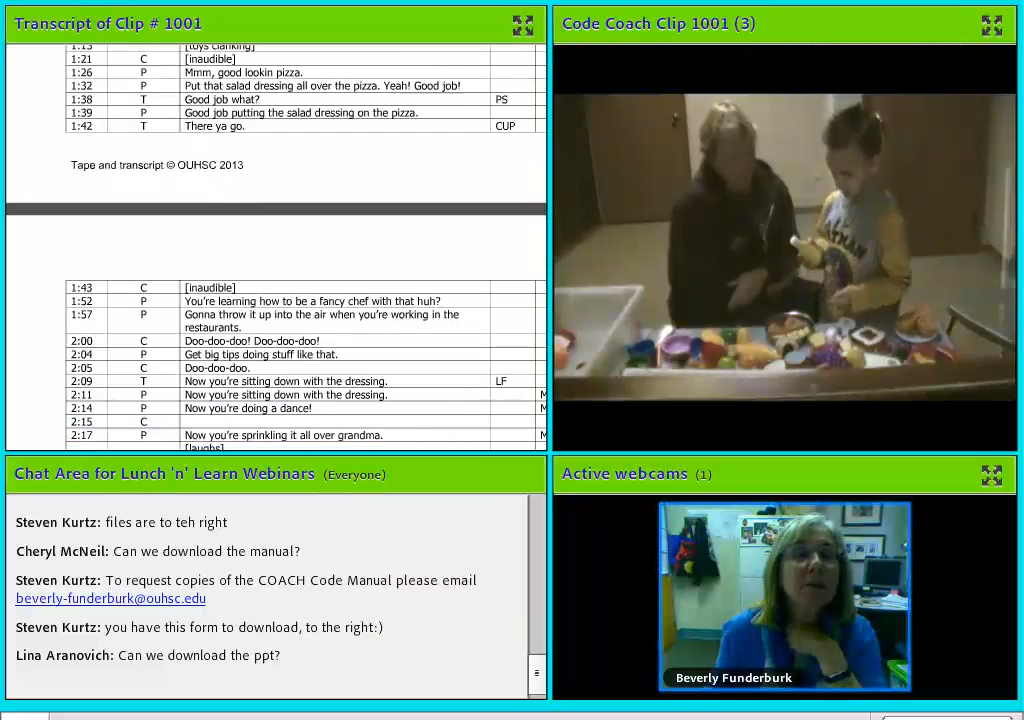 Transcript of Clip # 1001
1:15 [toys clanking]
1:21 C [inaudible]
1:26 P Mmm, good lookin pizza.
1:32 P Put that salad dressing all over the pizza. Yeah! Good job!
1:38 T Good job what? PS
1:39 P Good job putting the salad dressing on the pizza.
1:42 T There ya go. CUP
Tape and transcript © OUHSC 2013
1:43 C [inaudible]
1:52 P You're learning how to be a fancy chef with that huh?
1:57 P Gonna throw it up into the air when you're working in the
restaurants.
2:00 C Doo-doo-doo! Doo-doo-doo!
2:04 P Get big tips doing stuff like that.
2:05 C Doo-doo-doo.
2:09 T Now you're sitting down with the dressing. LF
2:11 P Now you're sitting down with the dressing.
2:14 P Now you're doing a dance!
2:15 C
2:17 P Now you're sprinkling it all over grandma.
[laughs]
Code Coach Clip 1001 (3)
Chat Area for Lunch 'n' Learn Webinars (Everyone)
Steven Kurtz: files are to teh right
Cheryl McNeil: Can we download the manual?
Steven Kurtz: To request copies of the COACH Code Manual please email
beverly-funderburk@ouhsc.edu
Steven Kurtz: you have this form to download, to the right:)
Lina Aranovich: Can we download the ppt?
Active webcams (1)
Beverly Funderburk